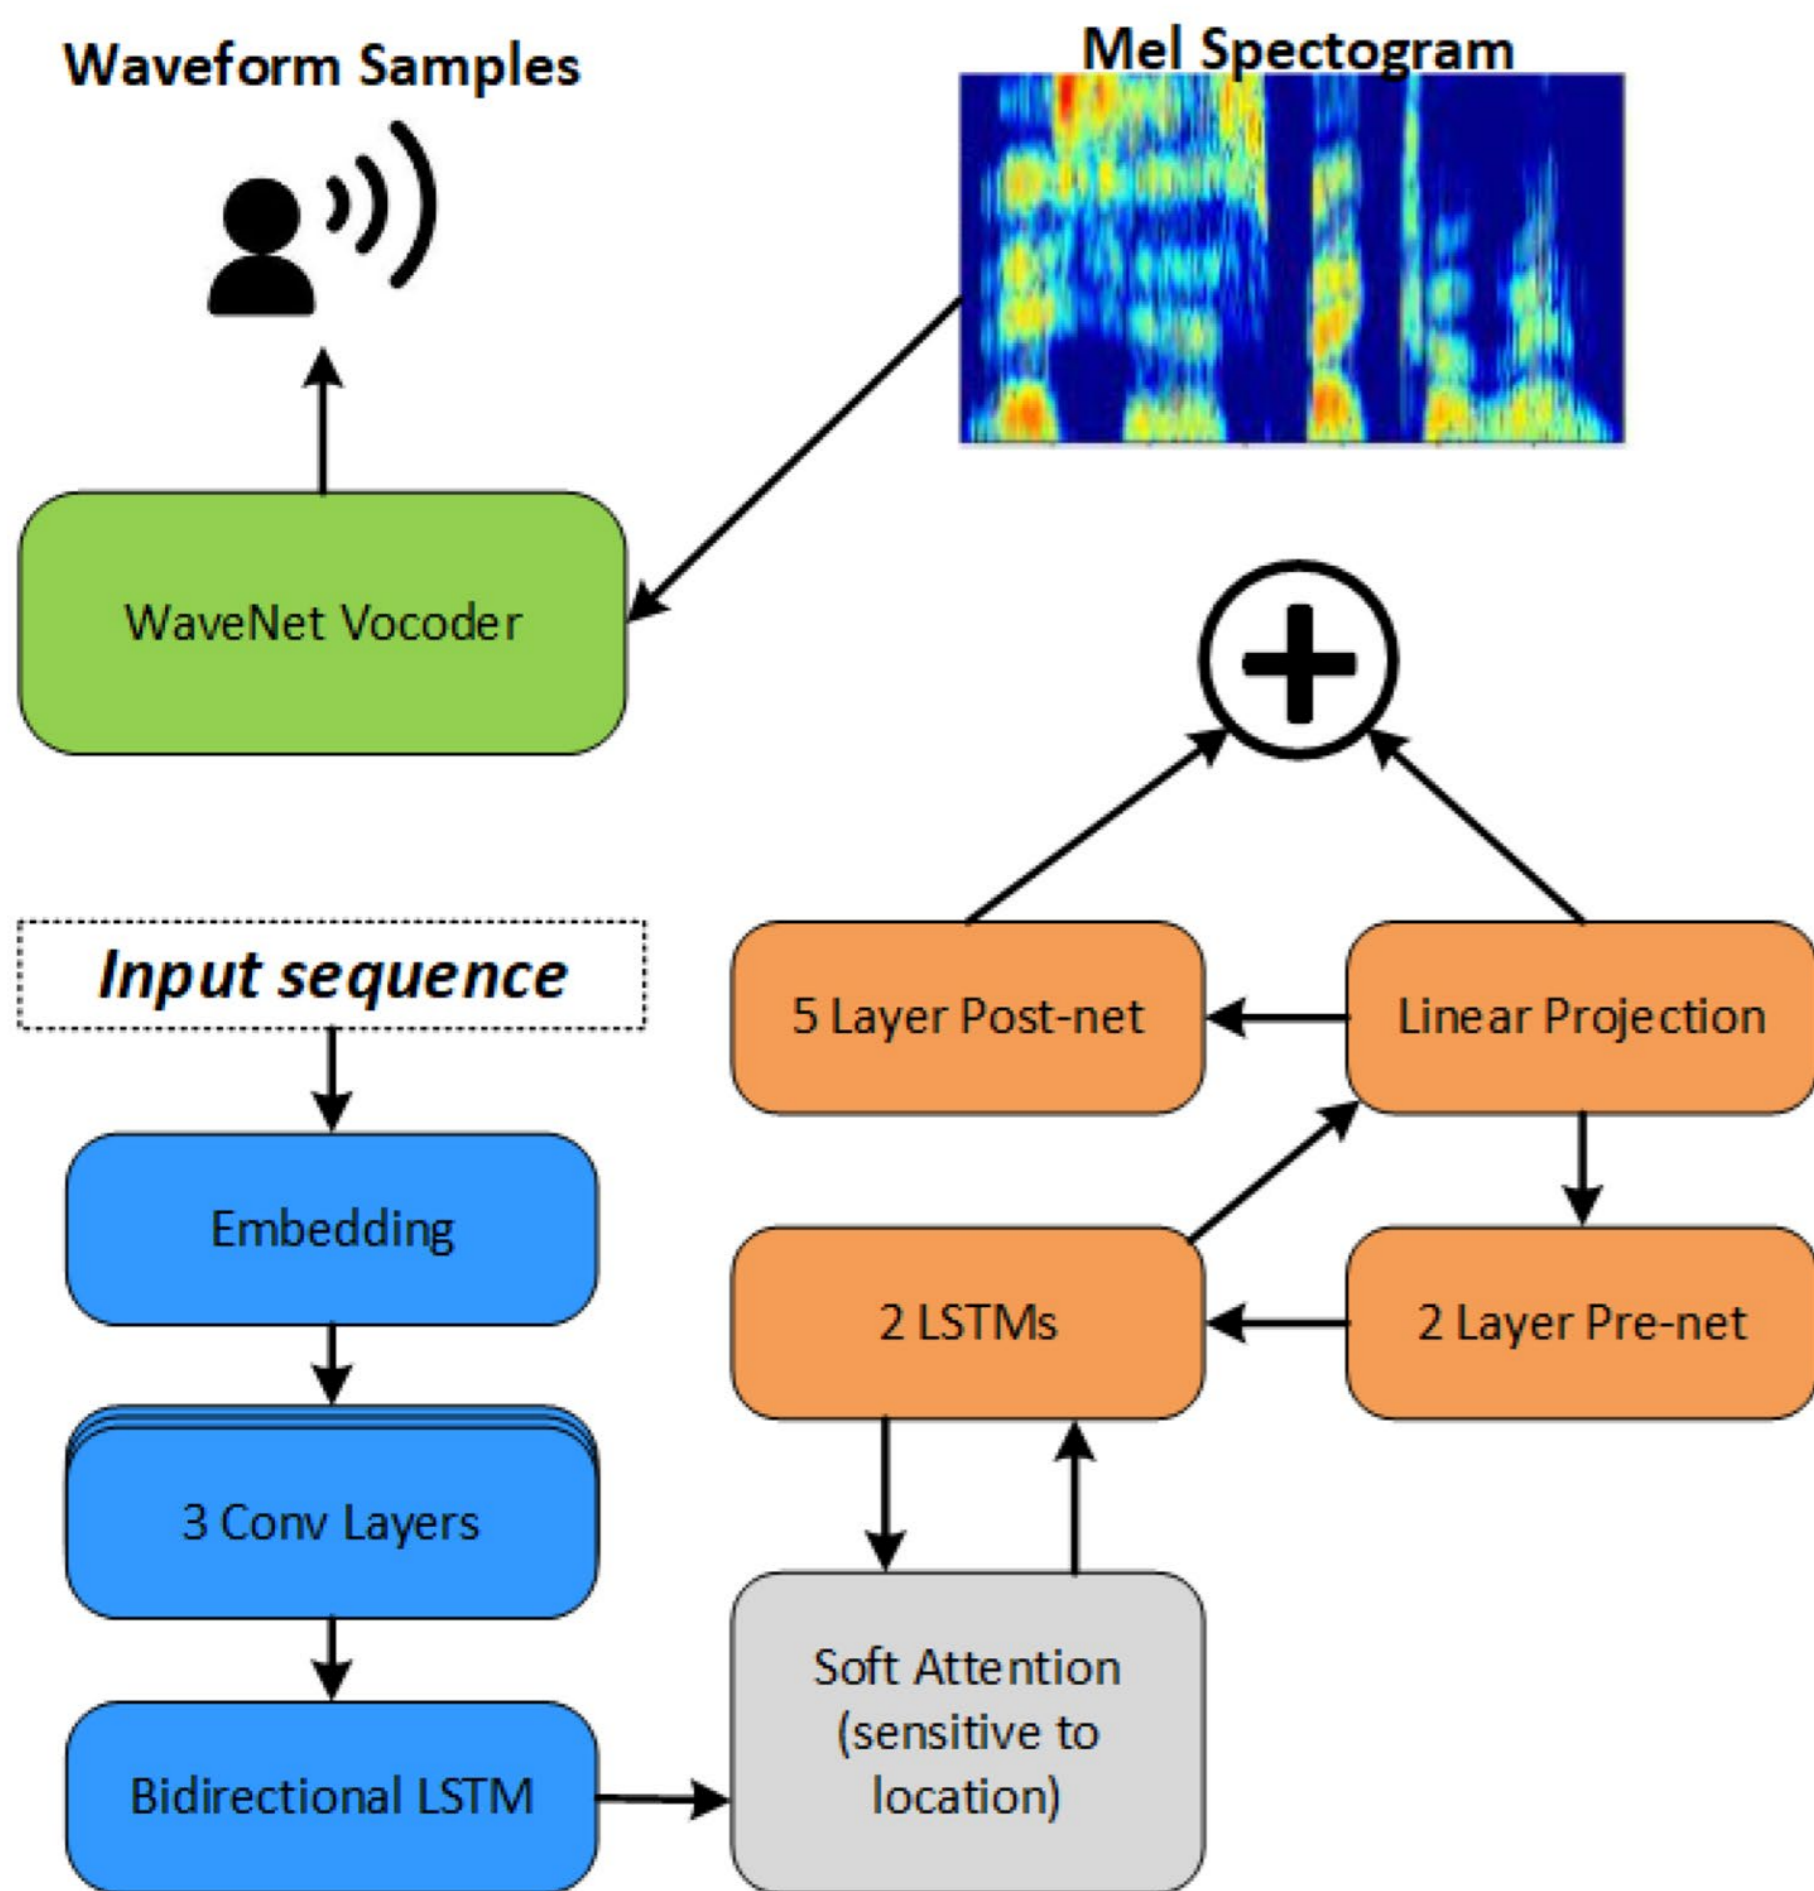 Waveform Samples
Mel Spectogram
WaveNet Vocoder
Input sequence
5 Layer Post-net
Linear Projection
Embedding
2 LSTMs
2 Layer Pre-net
3 Conv Layers
Soft Attention
(sensitive to
location)
Bidirectional LSTM